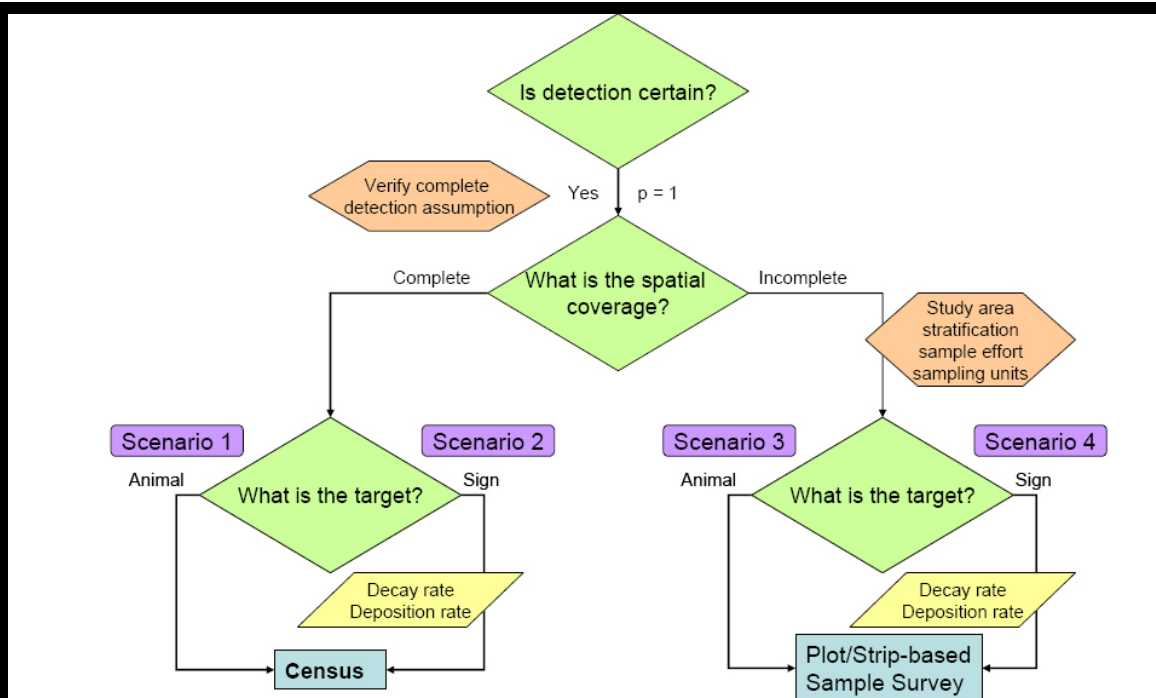 Is detection certain?
Verify complete
detection assumption
Yes
p = 1
Complete
What is the spatial
coverage?
Incomplete
Study area
stratification
sample effort
sampling units
Scenario 1
Scenario 2
Scenario 3
Scenario 4
Animal
What is the target?
Sign
Animal
What is the target?
Sign
Decay rate
Deposition rate
Decay rate
Deposition rate
Census
Plot/Strip-based
Sample Survey